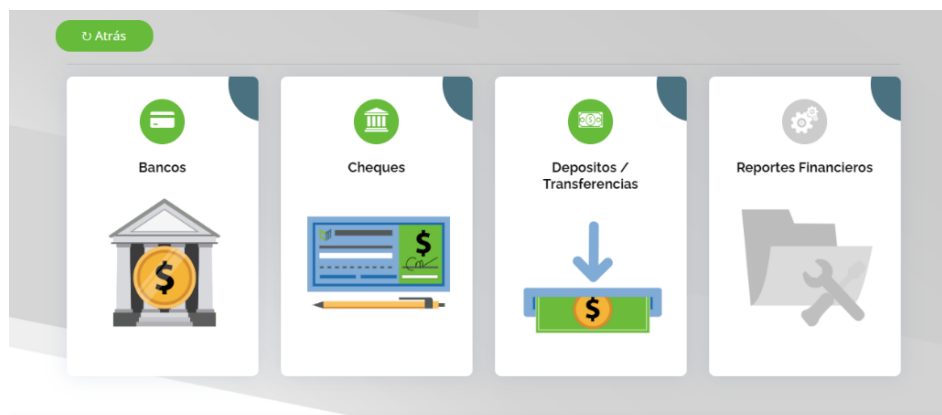 ↻ Atrás
Bancos
Cheques
Depositos /
Transferencias
Reportes Financieros
$
$
$